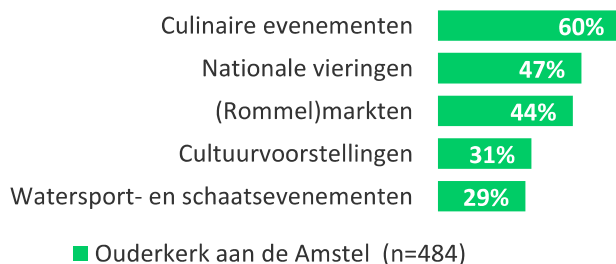 Culinaire evenementen 60%
Nationale vieringen 47%
(Rommel)markten 44%
Cultuurvoorstellingen 31%
Watersport- en schaatsevenementen 29%
Ouderkerk aan de Amstel (n=484)